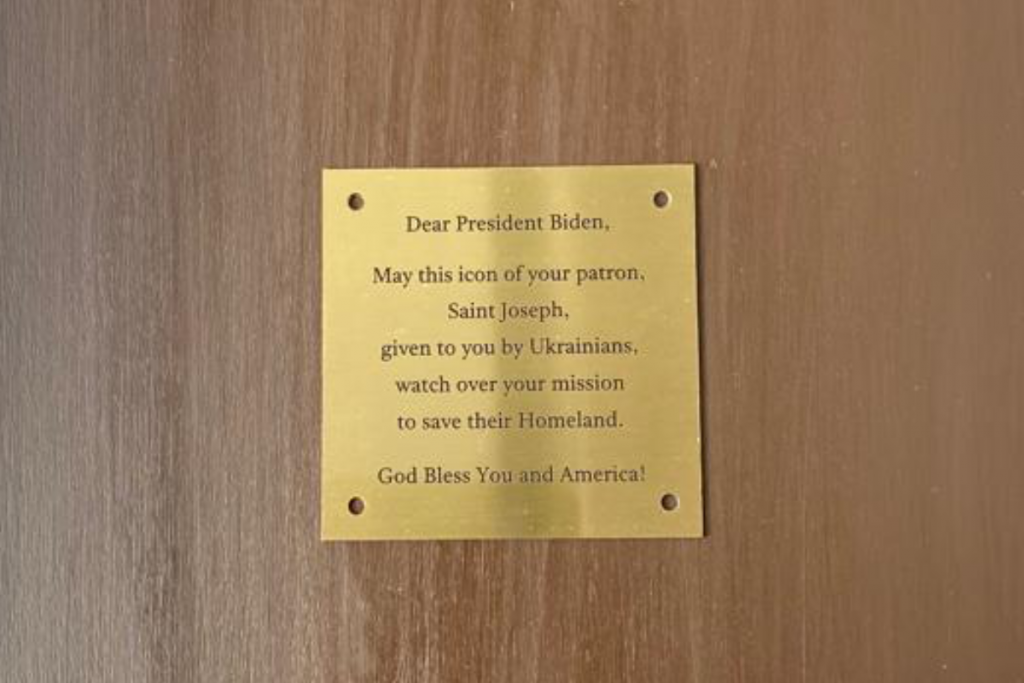 Dear President Biden,
May this icon of your patron,
Saint Joseph,
given to you by Ukrainians,
watch over your mission
to save their Homeland.
God Bless You and America!